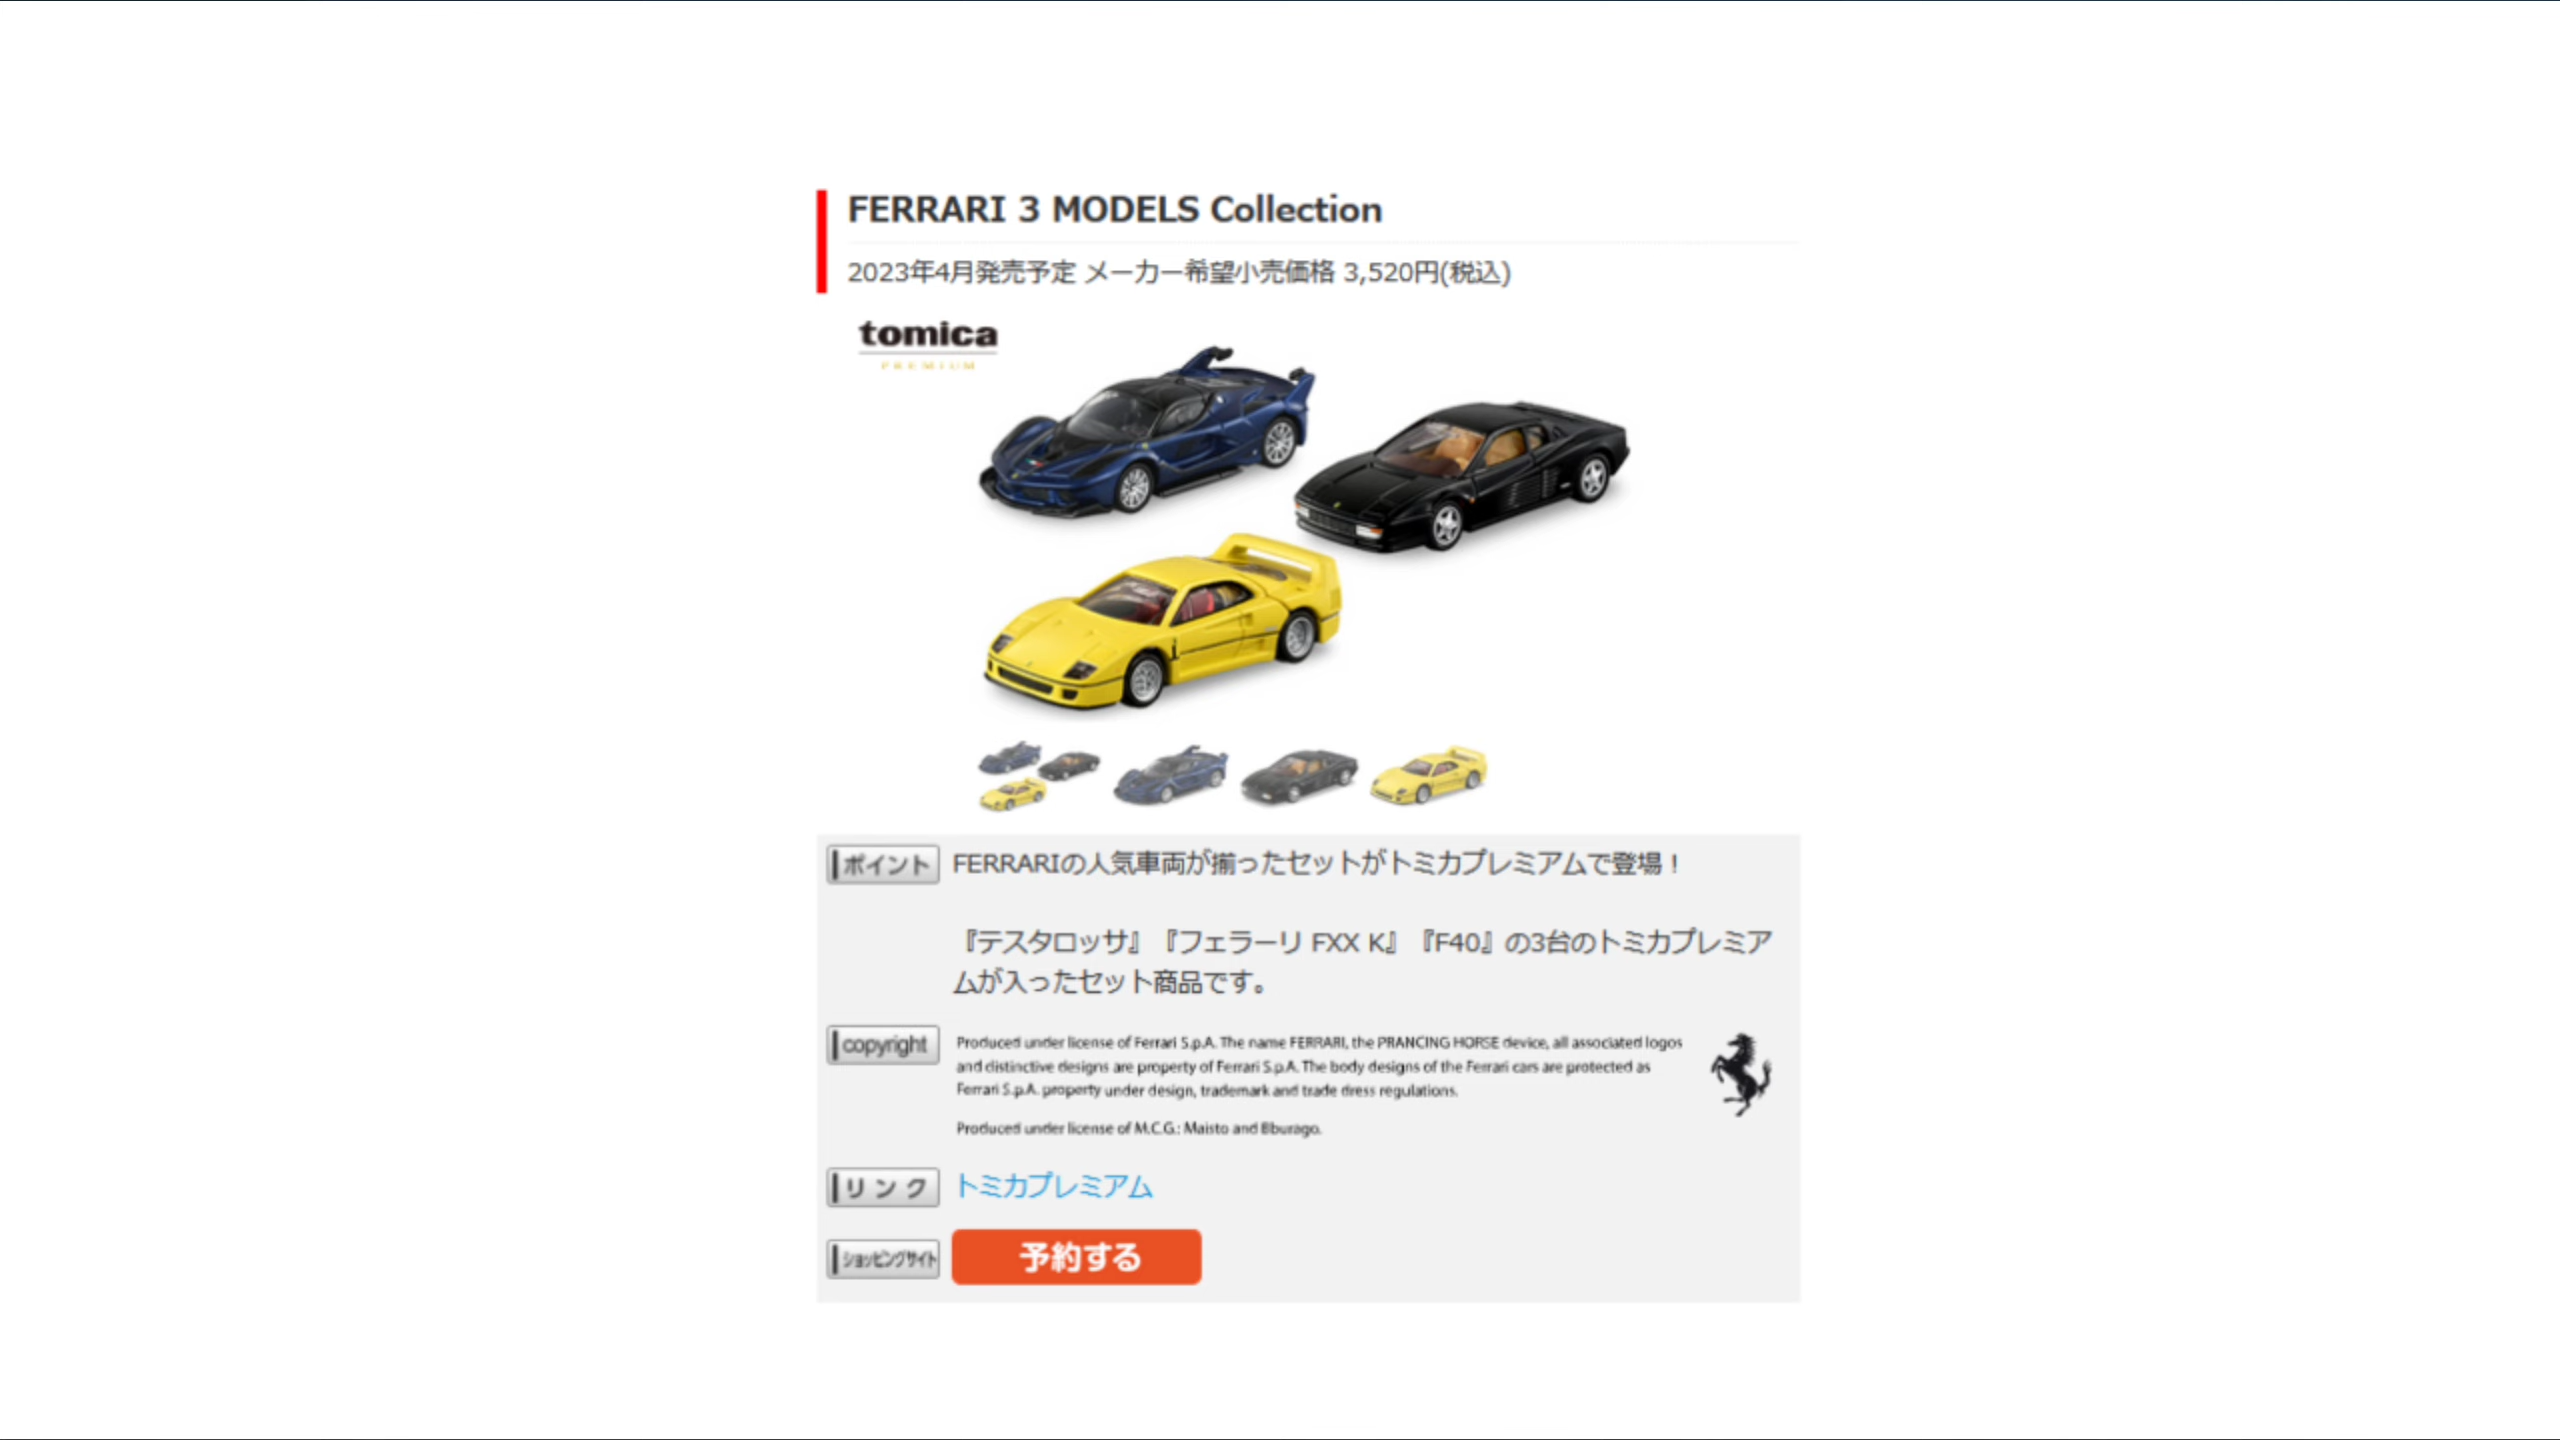 FERRARI 3 MODELS Collection
2023年4月発売予定 メーカー希望小売価格 3,520円(税込)
tomica
PREMIUM
ポイント
FERRARIの人気車両が揃ったセットがトミカプレミアムで登場！
『テスタロッサ』『フェラーリ FXX K』『F40』の3台のトミカプレミア
ムが入ったセット商品です。
copyright
Produced under license of Ferrari S.p.A. The name FERRARI, the PRANCING HORSE device, all associated logos
and distinctive designs are property of Ferrari S.p.A. The body designs of the Ferrari cars are protected as
Ferrari S.p.A. property under design, trademark and trade dress regulations.
Produced under license of M.C.G.: Maisto and Bburago.
リンク
トミカプレミアム
ショッピングサイト
予約する